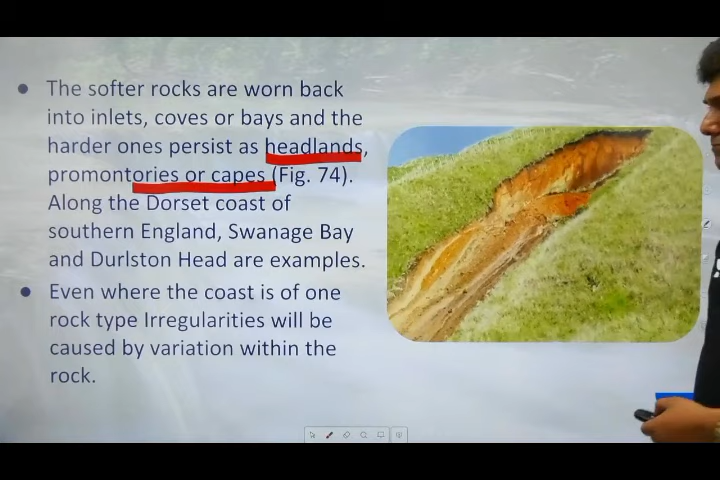 The softer rocks are worn back
into inlets, coves or bays and the
harder ones persist as headlands,
promontories or capes (Fig. 74).
Along the Dorset coast of
southern England, Swanage Bay
and Durlston Head are examples.
Even where the coast is of one
rock type Irregularities will be
caused by variation within the
rock.